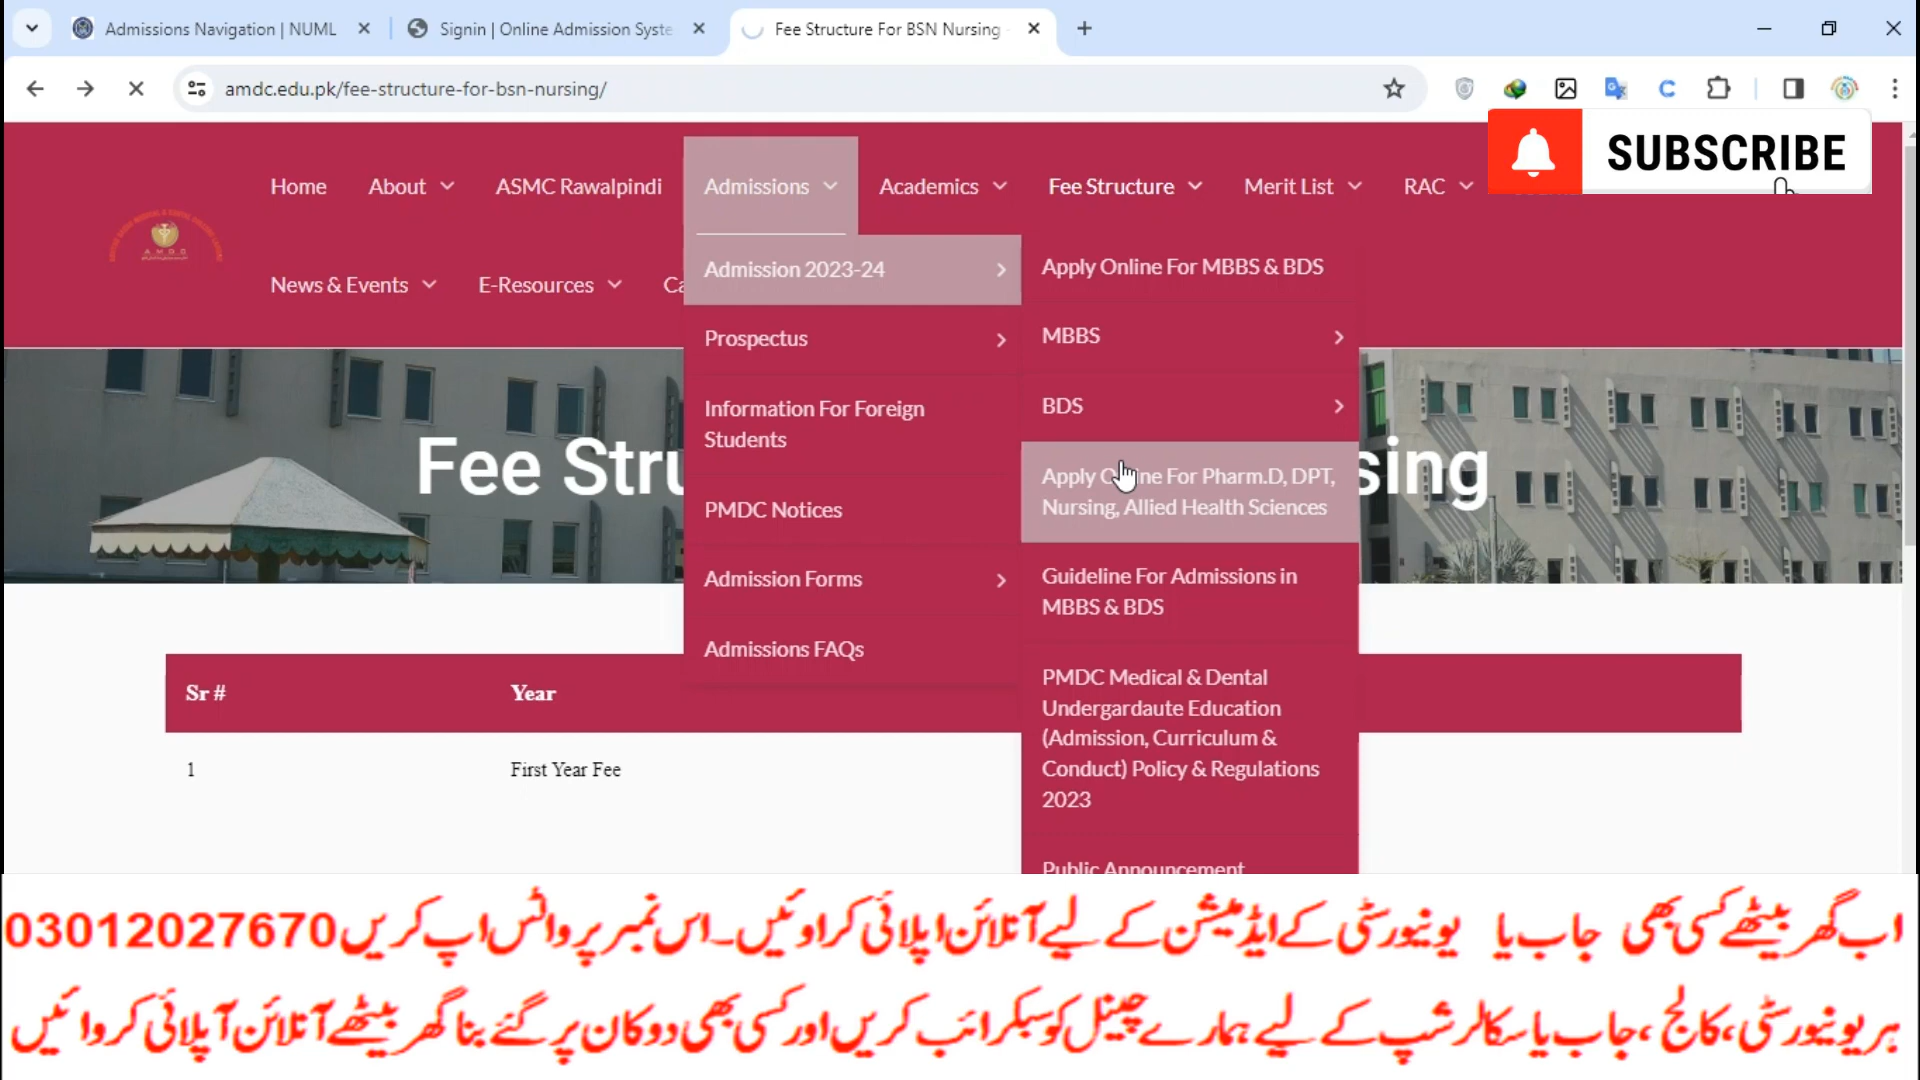 Admissions Navigation | NUML
Signin | Online Admission Syste
Fee Structure For BSN Nursing -
amdc.edu.pk/fee-structure-for-bsn-nursing/
SUBSCRIBE
Home
About
ASMC Rawalpindi
Admissions
Academics
Fee Structure
Merit List
RAC
News & Events
E-Resources
Ca
AMDC
Admission 2023-24
Prospectus
Information For Foreign
Students
PMDC Notices
Admission Forms
Admissions FAQs
Apply Online For MBBS & BDS
MBBS
BDS
Apply O ne For Pharm.D, DPT,
Nursing, Allied Health Sciences
Guideline For Admissions in
MBBS & BDS
PMDC Medical & Dental
Undergardaute Education
(Admission, Curriculum &
Conduct) Policy & Regulations
2023
Public Announcement
Fee Stru
sing
Sr #
Year
1
First Year Fee
اب گھر بیٹھے کسی بھی جاب یا یونیورسٹی کے ایڈمیشن کے لیے آنلائن اپلائی کراوئیں۔اس نمبر پر واٹس اپ کریں 03012027670
ہر یونیورسٹی، کالج ،جاب یا سکالرشپ کے لیے ہمارے چینل کو سبکرائب کریں اور کسی بھی دوکان پر گئے بنا گھر بیٹھے آنلائن آپلائی کروائیں